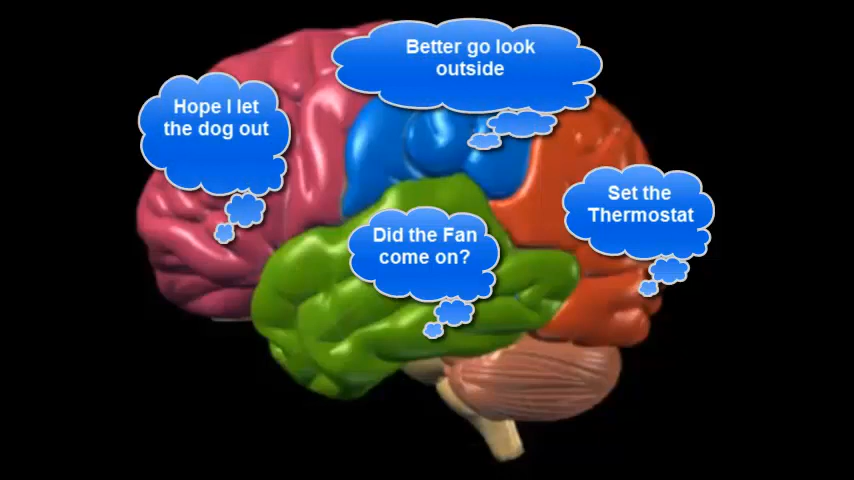 Better go look
outside
Hope I let
the dog out
Set the
Thermostat
Did the Fan
come on?